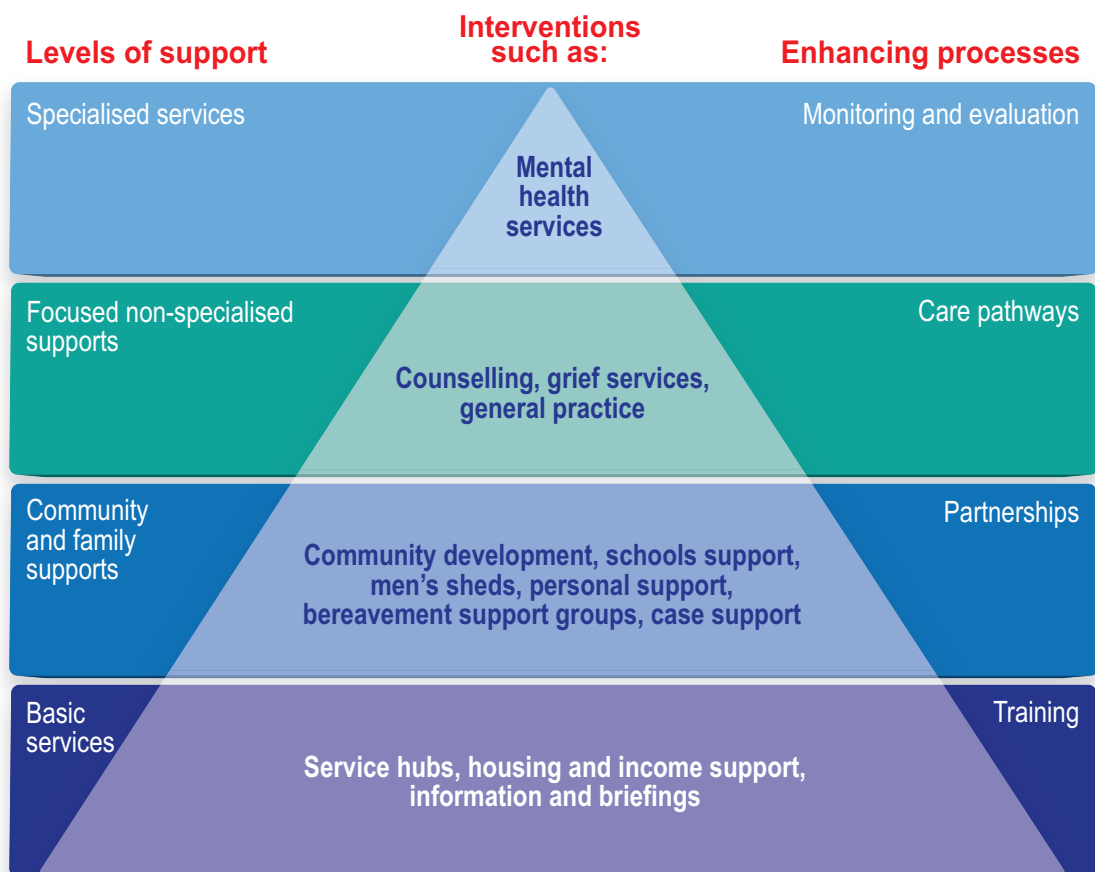 Levels of support
Interventions
such as:
Enhancing processes
Specialised services
Mental
health
services
Monitoring and evaluation
Focused non-specialised
supports
Counselling, grief services,
general practice
Care pathways
Community
and family
supports
Community development, schools support,
men’s sheds, personal support,
bereavement support groups, case support
Partnerships
Basic
services
Service hubs, housing and income support,
information and briefings
Training